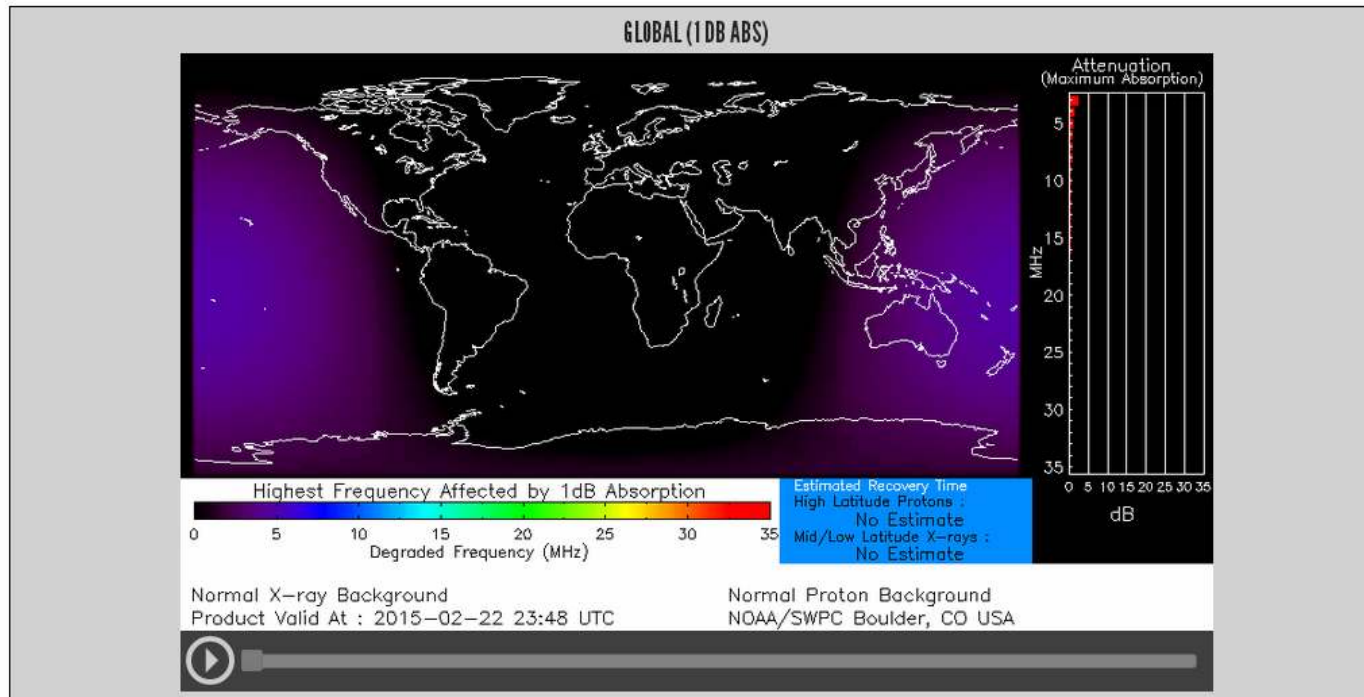 GLOBAL (1 DB ABS)
Attenuation
(Maximum Absorption)
5
10
15
20
25
30
35
MHz
0 5 10 15 20 25 30 35
dB
Highest Frequency Affected by 1dB Absorption
0 5 10 15 20 25 30 35
Degraded Frequency (MHz)
Estimated Recovery Time
High Latitude Protons :
No Estimate
Mid/Low Latitude X-rays :
No Estimate
Normal X-ray Background
Product Valid At : 2015-02-22 23:48 UTC
Normal Proton Background
NOAA/SWPC Boulder, CO USA